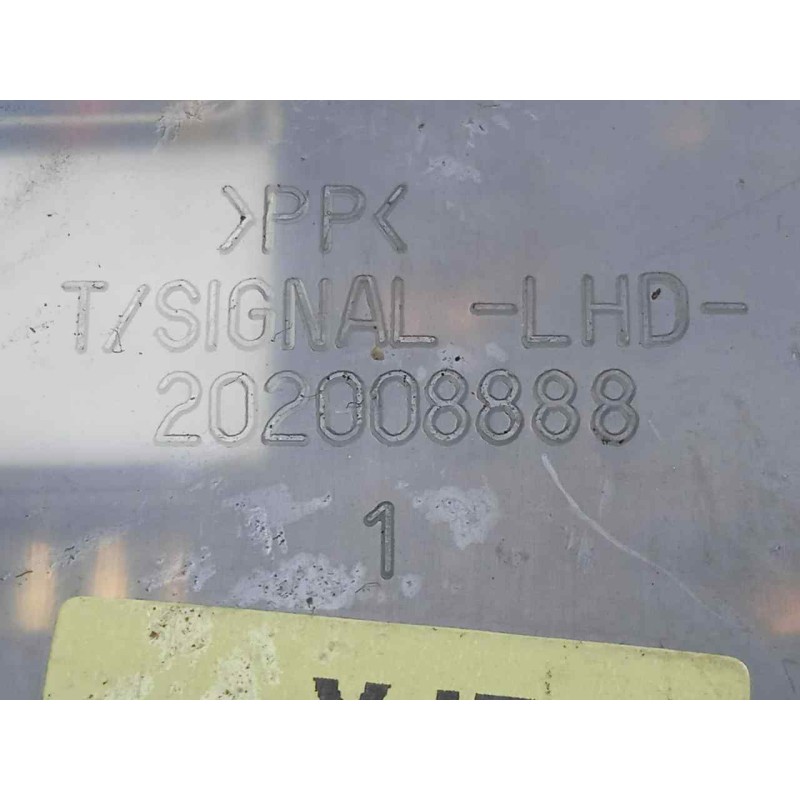 >PP<
T/SIGNAL -LHD-
202008888
1